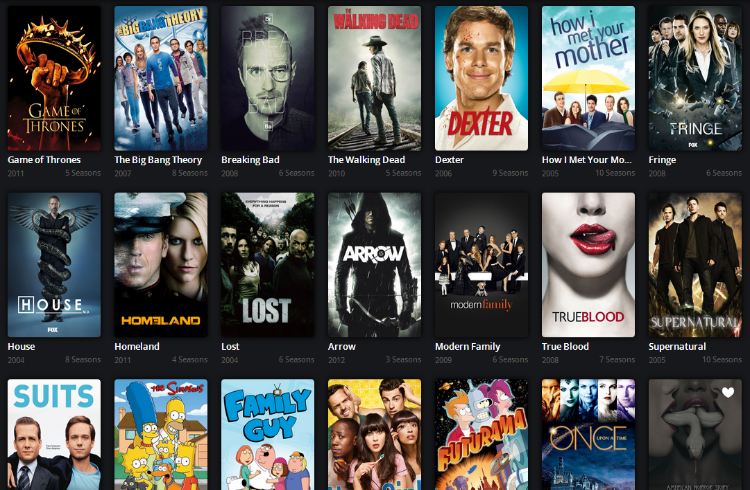 GAME OF
THRONES
THE BIG BANG THEORY
Br
Ba
THE
WALKING DEAD
DEXTER
how i
met your
mother
FRINGE
FOX
Game of Thrones
The Big Bang Theory
Breaking Bad
The Walking Dead
Dexter
How I Met Your Mo...
Fringe
2011 5 Seasons
2007 8 Seasons
2008 6 Seasons
2010 5 Seasons
2006 9 Seasons
2005 10 Seasons
2008 6 Seasons
HOUSE
FOX
HOMELAND
EVERYTHING HAPPENS
FOR A REASON
LOST
ARROW
modern family
TRUEBLOOD
SUPERNATURAL
House
Homeland
Lost
Arrow
Modern Family
True Blood
Supernatural
2004 8 Seasons
2011 4 Seasons
2004 6 Seasons
2012 3 Seasons
2009 6 Seasons
2008 7 Seasons
2005 10 Seasons
SUITS
THE SIMPSONS
FAMILY
GUY
FUTURAMA
ONCE
UPON A TIME
AMERICAN HORROR STORY